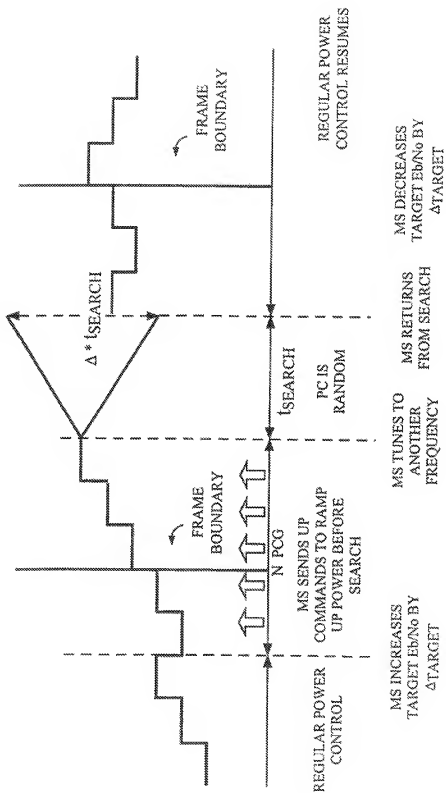 Δ * tSEARCH
FRAME
BOUNDARY
FRAME
BOUNDARY
N PCG
tSEARCH
REGULAR POWER
CONTROL
MS SENDS UP
COMMANDS TO RAMP
UP POWER BEFORE
SEARCH
PC IS
RANDOM
REGULAR POWER
CONTROL RESUMES
MS INCREASES
TARGET Eb/No BY
ΔTARGET
MS TUNES TO
ANOTHER
FREQUENCY
MS RETURNS
FROM SEARCH
MS DECREASES
TARGET Eb/No BY
ΔTARGET